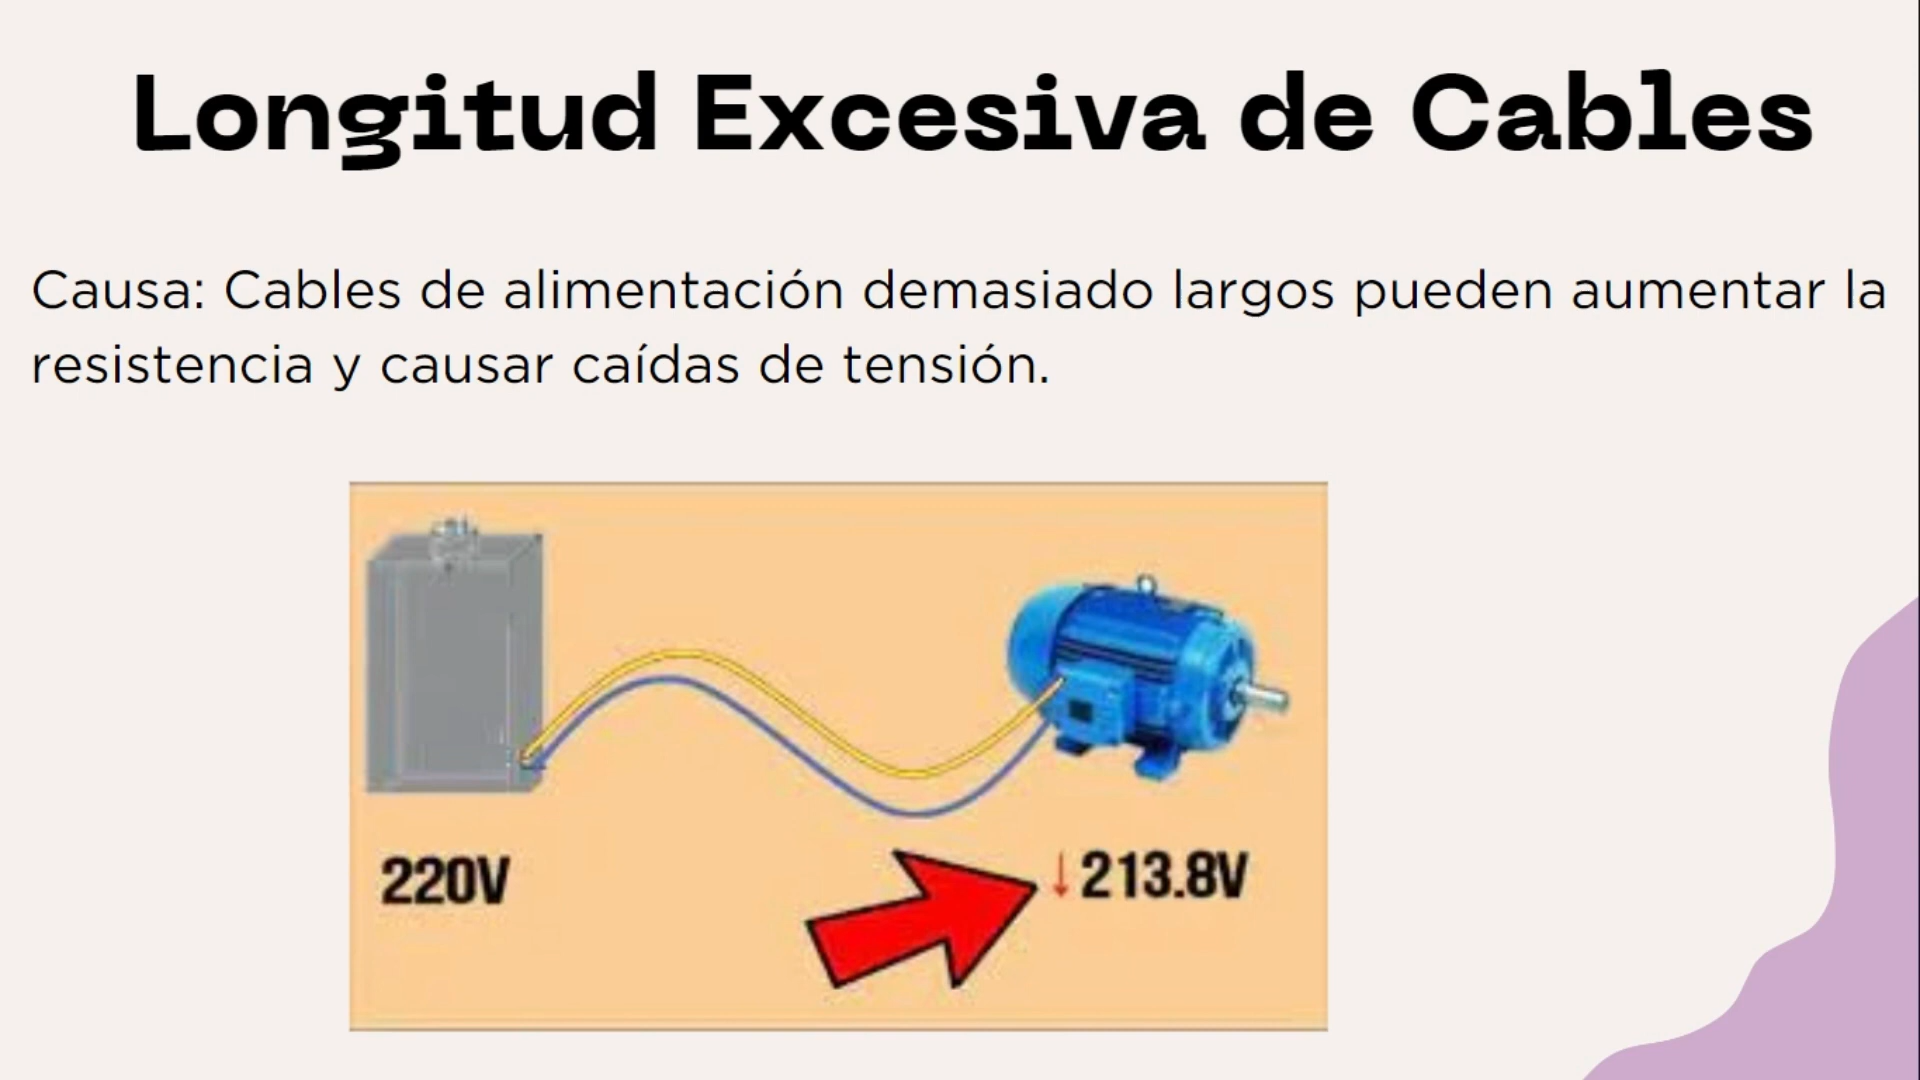 Longitud Excesiva de Cables
Causa: Cables de alimentación demasiado largos pueden aumentar la
resistencia y causar caídas de tensión.
220V
↓213.8V